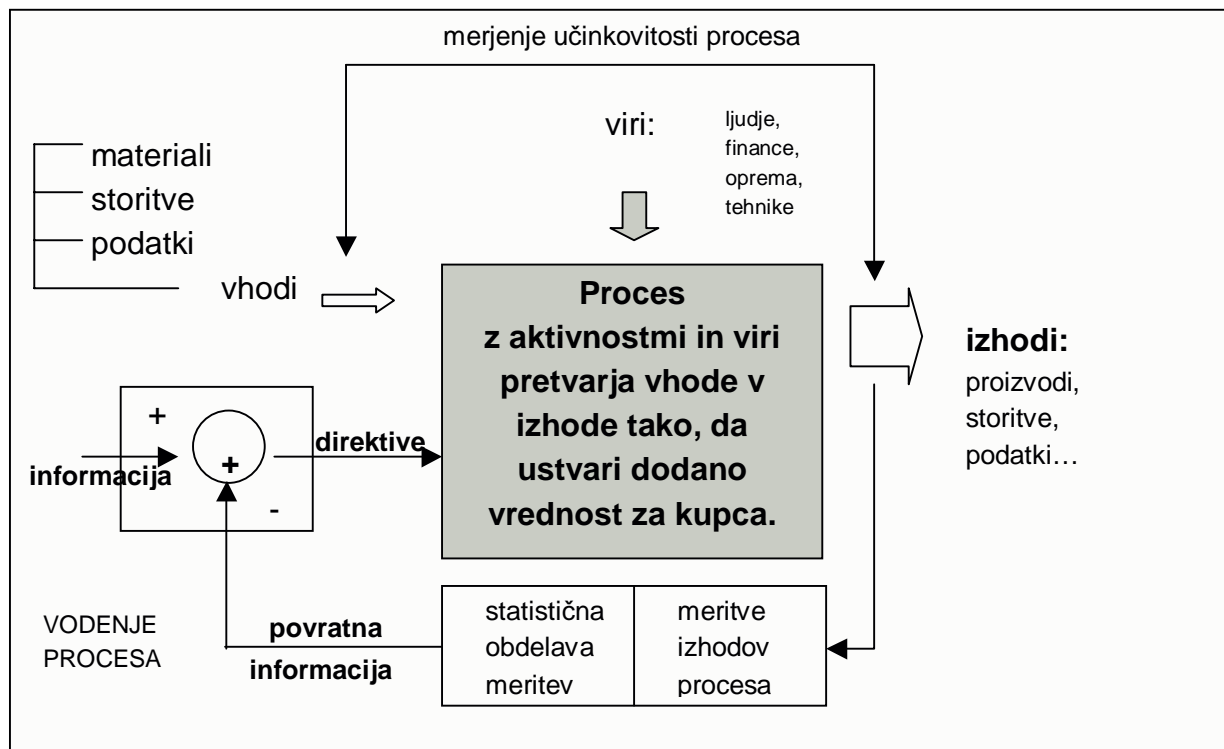 merjenje učinkovitosti procesa
viri:
ljudje,
finance,
oprema,
tehnike
materiali
storitve
podatki
vhodi
Proces
z aktivnostmi in viri
pretvarja vhode v
izhode tako, da
ustvari dodano
vrednost za kupca.
izhodi:
proizvodi,
storitve,
podatki…
+
+
-
informacija
direktive
VODENJE
PROCESA
povratna
informacija
statistična
obdelava
meritev
meritve
izhodov
procesa